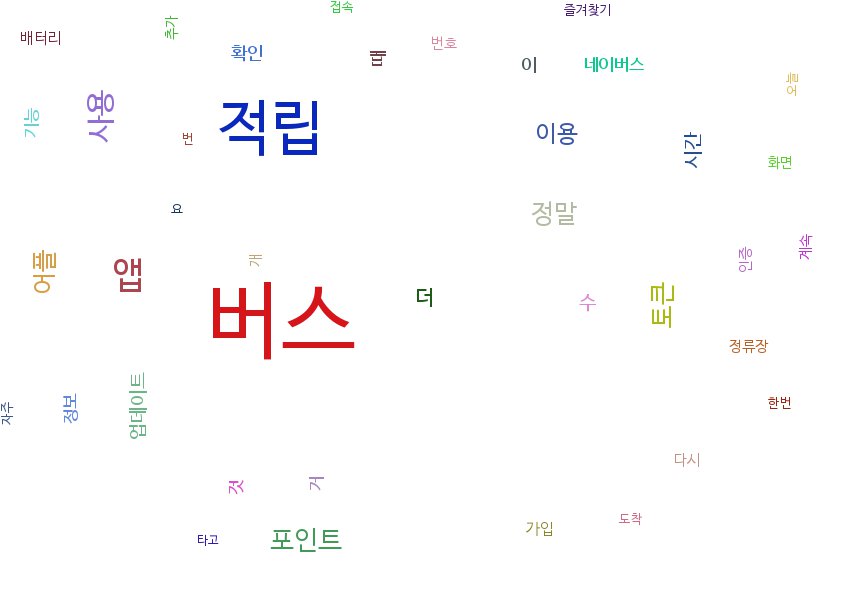 접속
즐겨찾기
추가
배터리
번호
확인
때
이
네이버스
오늘
사용
기능
적립
이용
번
시간
화면
요
정말
계속
인증
개
어플
앱
더
수
토큰
버스
정류장
업데이트
정보
자주
한번
다시
것
거
도착
가입
타고
포인트